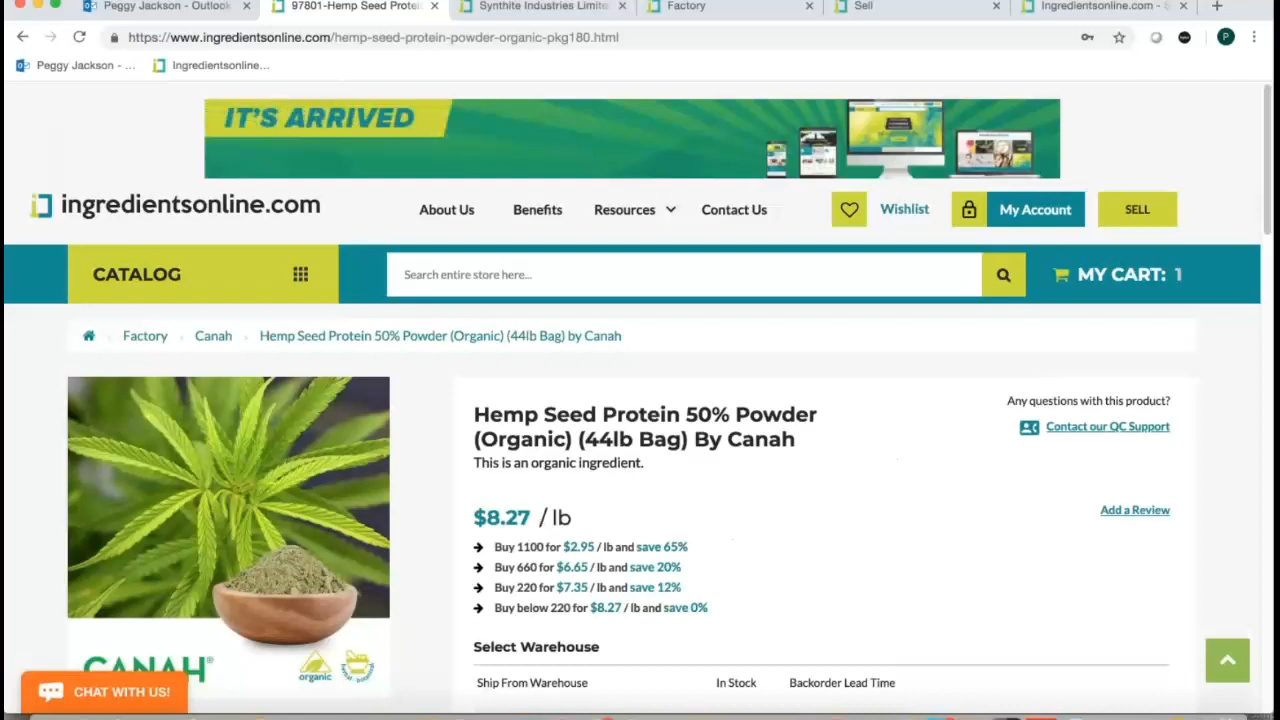 Peggy Jackson - Outlook
97801-Hemp Seed Protei
Synthite Industries Limite
Factory
Sell
Ingredientsonline.com - S
https://www.ingredientsonline.com/hemp-seed-protein-powder-organic-pkg180.html
P
Peggy Jackson - ...
Ingredientsonline...
IT'S ARRIVED
ingredientsonline.com
About Us
Benefits
Resources
Contact Us
Wishlist
My Account
SELL
CATALOG
Search entire store here...
MY CART: 1
Factory
Canah
Hemp Seed Protein 50% Powder (Organic) (44lb Bag) by Canah
Any questions with this product?
Contact our QC Support
Hemp Seed Protein 50% Powder
(Organic) (44lb Bag) By Canah
This is an organic ingredient.
$8.27 / lb
Add a Review
Buy 1100 for $2.95 / lb and save 65%
Buy 660 for $6.65 / lb and save 20%
Buy 220 for $7.35 / lb and save 12%
Buy below 220 for $8.27 / lb and save 0%
Select Warehouse
Ship From Warehouse
In Stock
Backorder Lead Time
CANAH®
organic
CHAT WITH US!